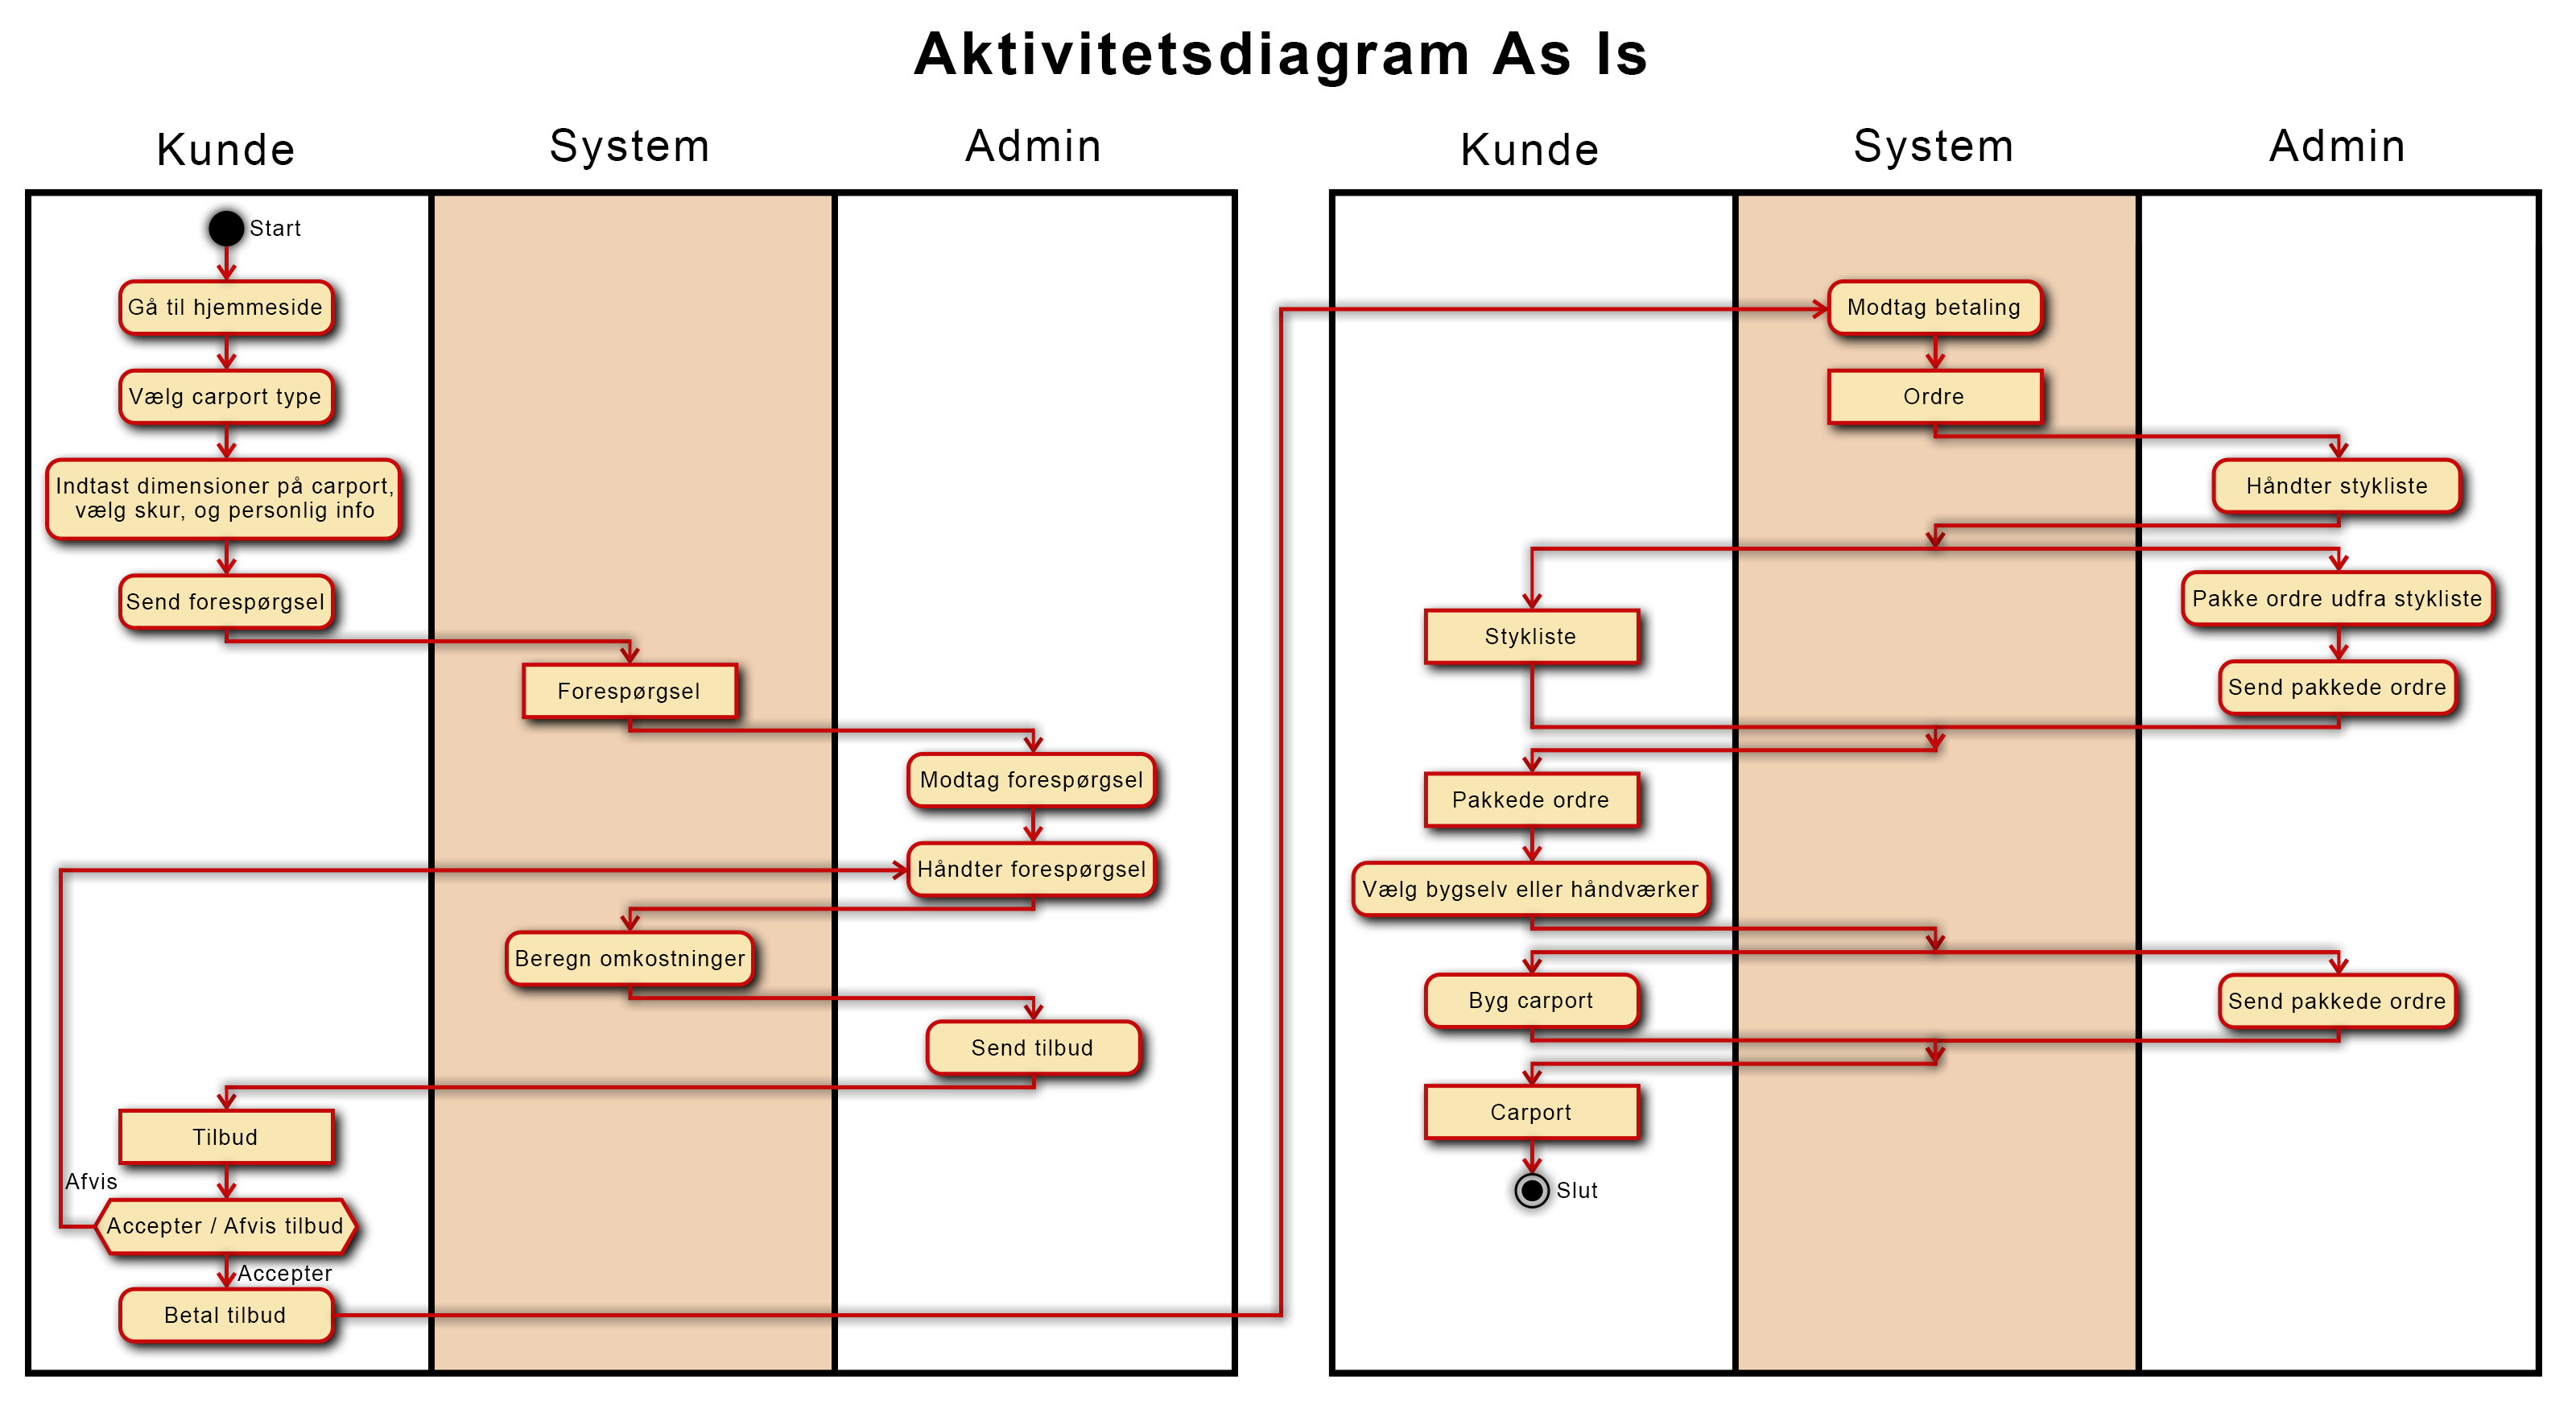 Aktivitetsdiagram As Is
Kunde
System
Admin
Start
Gå til hjemmeside
Vælg carport type
Indtast dimensioner på carport,
vælg skur, og personlig info
Send forespørgsel
Forespørgsel
Modtag forespørgsel
Håndter forespørgsel
Beregn omkostninger
Send tilbud
Tilbud
Afvis
Accepter / Afvis tilbud
Accepter
Betal tilbud
Kunde
System
Admin
Modtag betaling
Ordre
Håndter stykliste
Pakke ordre udfra stykliste
Stykliste
Send pakkede ordre
Pakkede ordre
Vælg bygselv eller håndværker
Byg carport
Send pakkede ordre
Carport
Slut